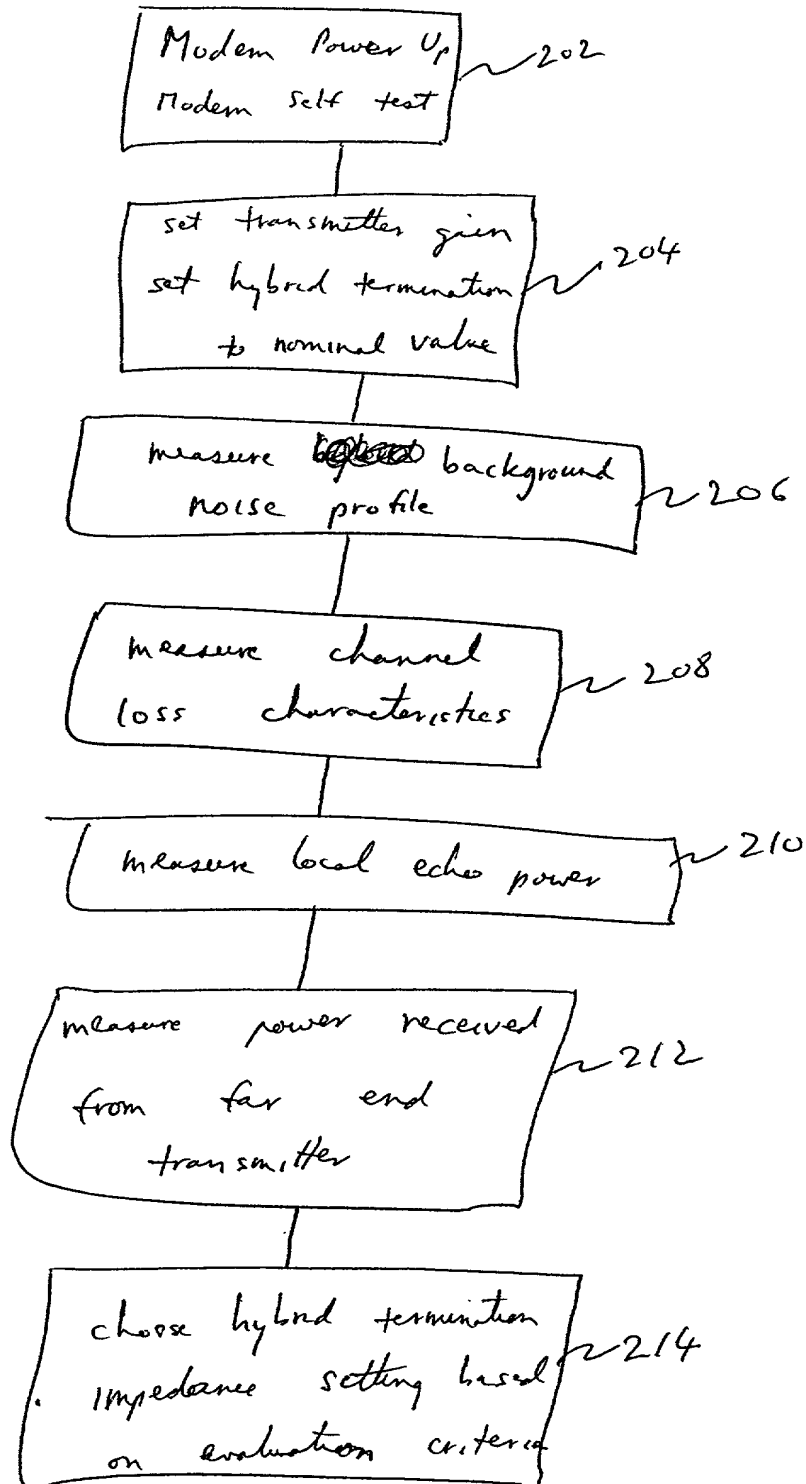 Modem Power Up
202
Modem Self test
set transmitter gain
204
set hybrid termination
to nominal value
measure background
206
noise profile
measure channel
208
loss characteristics
measure local echo power
210
measure power received
212
from far end
transmitter
choose hybrid termination
impedance setting based
214
on evaluation criteria